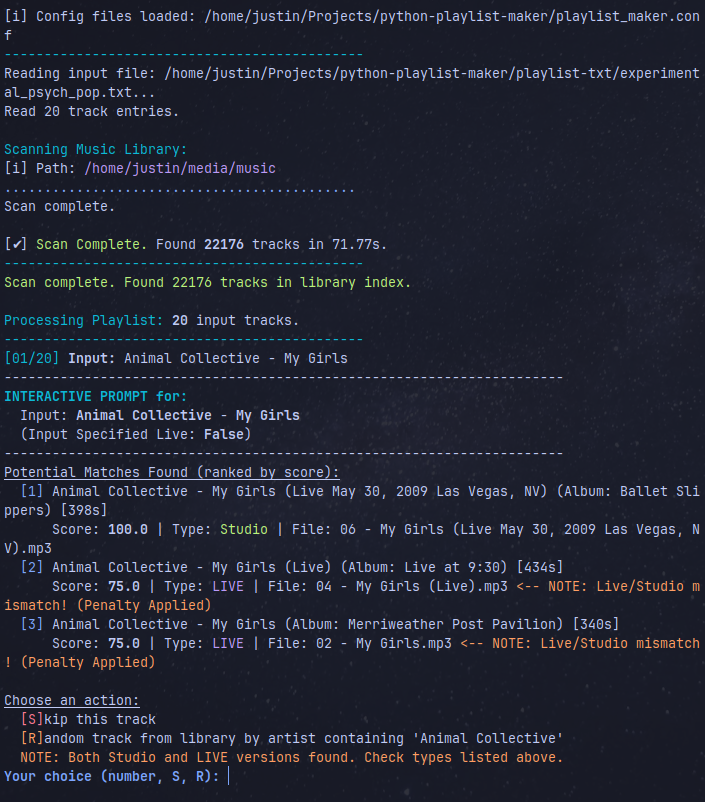 [i] Config files loaded: /home/justin/Projects/python-playlist-maker/playlist_maker.con
f
---------------------------------------------
Reading input file: /home/justin/Projects/python-playlist-maker/playlist-txt/experiment
al_psych_pop.txt...
Read 20 track entries.
Scanning Music Library:
[i] Path: /home/justin/media/music
............................................
Scan complete.
[✔] Scan Complete. Found 22176 tracks in 71.77s.
---------------------------------------------
Scan complete. Found 22176 tracks in library index.
Processing Playlist: 20 input tracks.
---------------------------------------------
[01/20] Input: Animal Collective - My Girls
----------------------------------------------------------------------
INTERACTIVE PROMPT for:
Input: Animal Collective - My Girls
(Input Specified Live: False)
----------------------------------------------------------------------
Potential Matches Found (ranked by score):
[1] Animal Collective - My Girls (Live May 30, 2009 Las Vegas, NV) (Album: Ballet Sli
ppers) [398s]
Score: 100.0 | Type: Studio | File: 06 - My Girls (Live May 30, 2009 Las Vegas, N
V).mp3
[2] Animal Collective - My Girls (Live) (Album: Live at 9:30) [434s]
Score: 75.0 | Type: LIVE | File: 04 - My Girls (Live).mp3 <-- NOTE: Live/Studio m
ismatch! (Penalty Applied)
[3] Animal Collective - My Girls (Album: Merriweather Post Pavilion) [340s]
Score: 75.0 | Type: LIVE | File: 02 - My Girls.mp3 <-- NOTE: Live/Studio mismatch
! (Penalty Applied)
Choose an action:
[S]kip this track
[R]andom track from library by artist containing 'Animal Collective'
NOTE: Both Studio and LIVE versions found. Check types listed above.
Your choice (number, S, R):